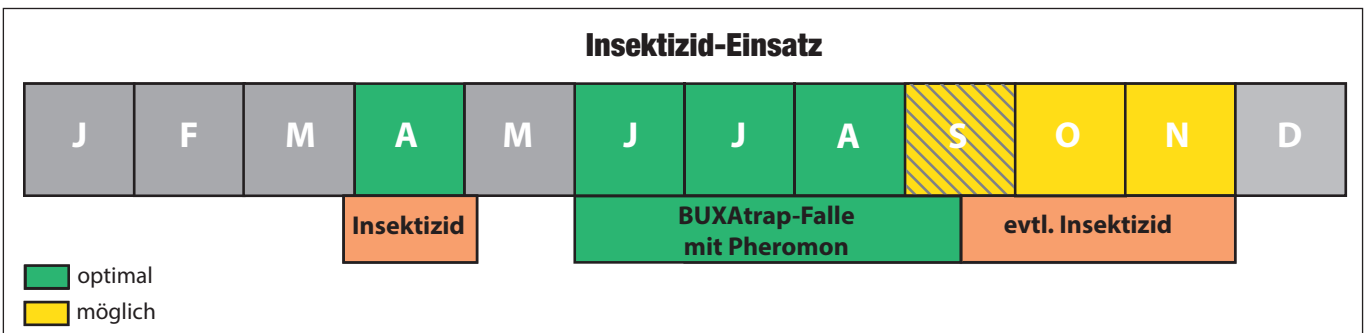 Insektizid-Einsatz
J F M A M J J A S O N D
Insektizid
BUXAtrap-Falle
mit Pheromon
evtl. Insektizid
optimal
möglich